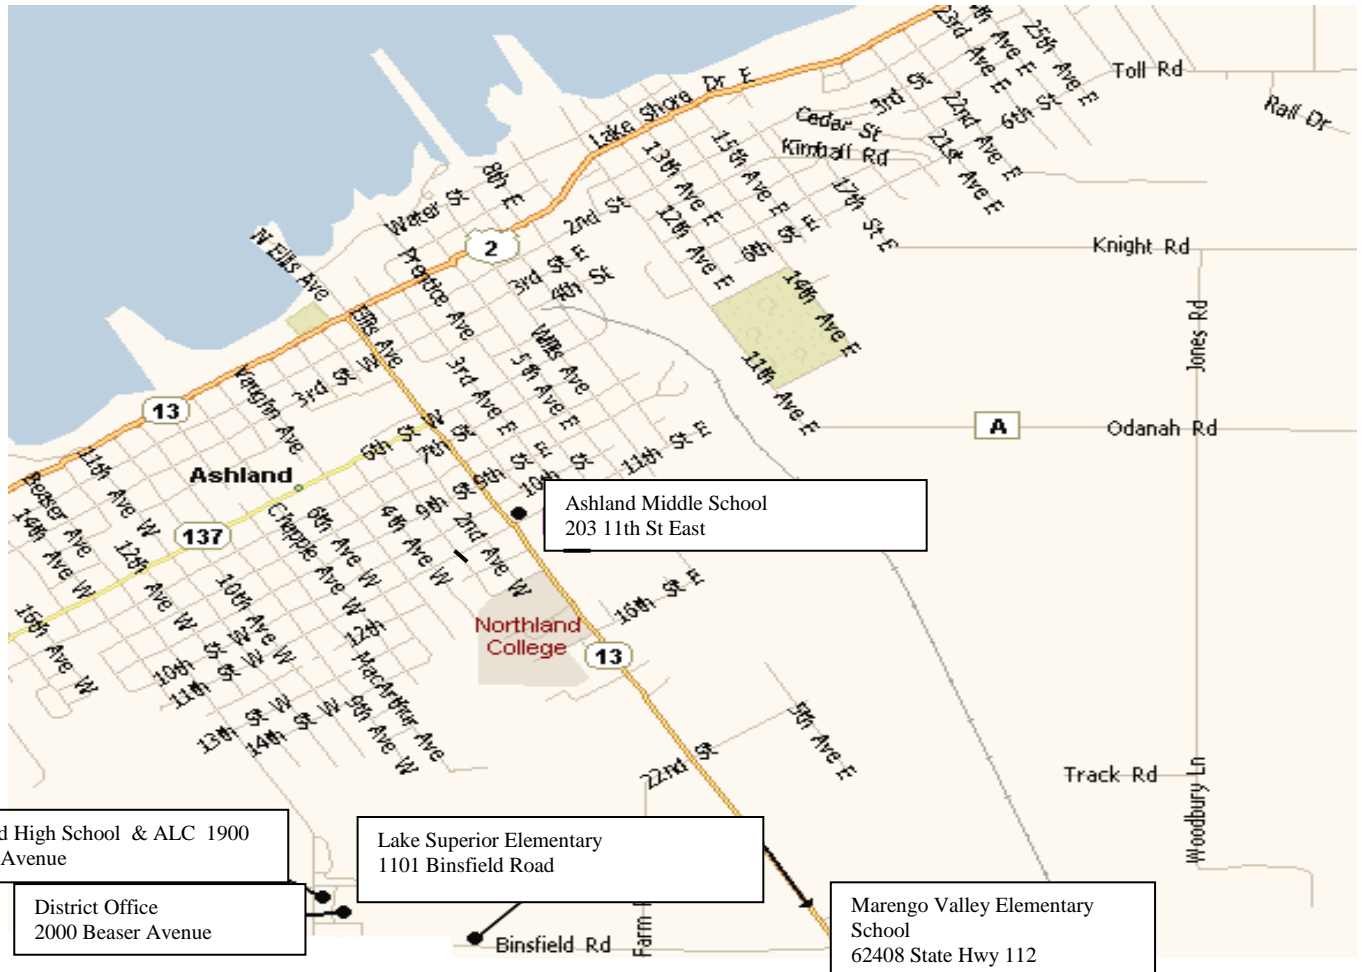 23rd Ave E
25th Ave E
Toll Rd
Rail Dr
3rd St
22nd Ave E
6th St
Cedar St
Kimball Rd
21st Ave E
Lake Shore Dr E
15th Ave E
13th Ave E
17th St E
8th E
Water St
2nd St
12th Ave E
6th St E
Knight Rd
N Ellis Ave
Prentice Ave
2
3rd St E
4th St
14th Ave E
Jones Rd
Ellis Ave
Willis Ave
11th Ave E
3rd St W
3rd Ave E
5th Ave E
Vaughn Ave
13
6th St W
7th St
A
Odanah Rd
11th St E
9th St E
10th St
11th Ave W
Beaser Ave
Ashland
9th St
Ashland Middle School
203 11th St East
14th Ave W
137
Chapple Ave W
6th Ave W
4th Ave W
2nd Ave W
12th Ave W
10th Ave W
15th Ave W
16th St E
Northland
College
13
12th
10th St W
11th St W
MacArthur Ave
13th St W
14th St W
9th Ave W
5th Ave E
22nd St
Track Rd
Woodbury Ln
d High School & ALC 1900
Avenue
Lake Superior Elementary
1101 Binsfield Road
District Office
2000 Beaser Avenue
Binsfield Rd
Farm
Marengo Valley Elementary
School
62408 State Hwy 112